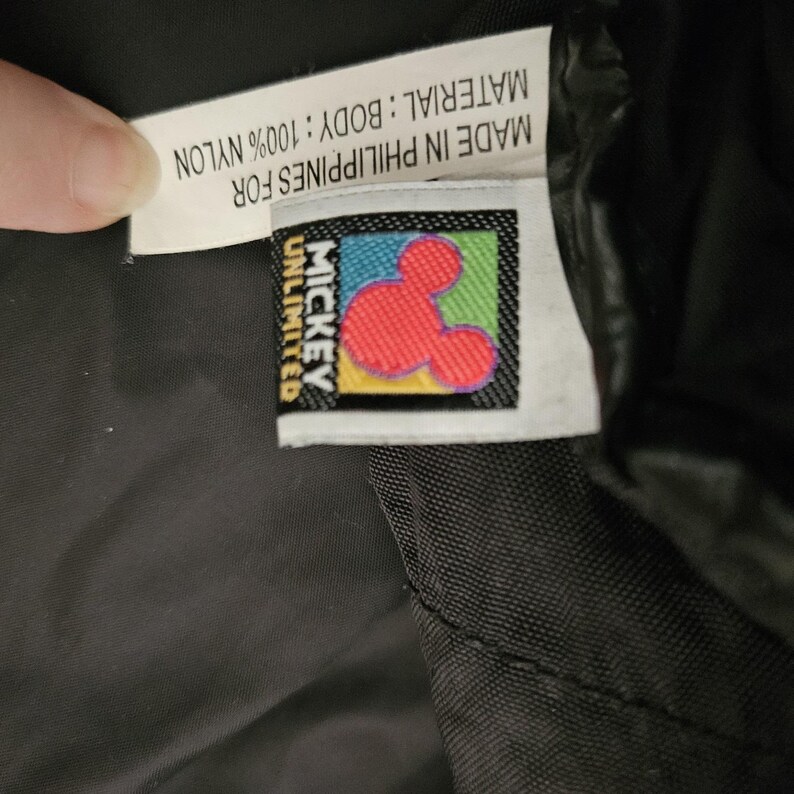 MADE IN PHILIPPINES FOR
MATERIAL : BODY : 100% NYLON
MICKEY
UNLIMITED